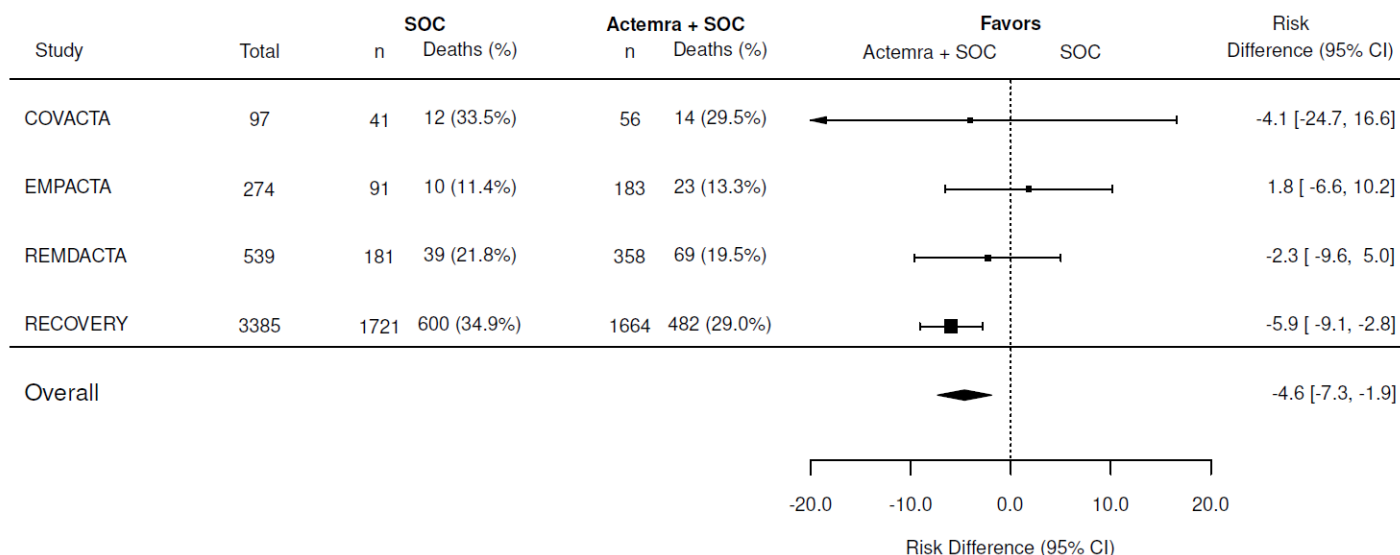 SOC Actemra + SOC Favors Risk
Study Total n Deaths (%) n Deaths (%) Actemra + SOC SOC Difference (95% CI)
COVACTA 97 41 12 (33.5%) 56 14 (29.5%) -4.1 [-24.7, 16.6]
EMPACTA 274 91 10 (11.4%) 183 23 (13.3%) 1.8 [ -6.6, 10.2]
REMDACTA 539 181 39 (21.8%) 358 69 (19.5%) -2.3 [ -9.6, 5.0]
RECOVERY 3385 1721 600 (34.9%) 1664 482 (29.0%) -5.9 [ -9.1, -2.8]
Overall -4.6 [-7.3, -1.9]
-20.0 -10.0 0.0 10.0 20.0
Risk Difference (95% CI)